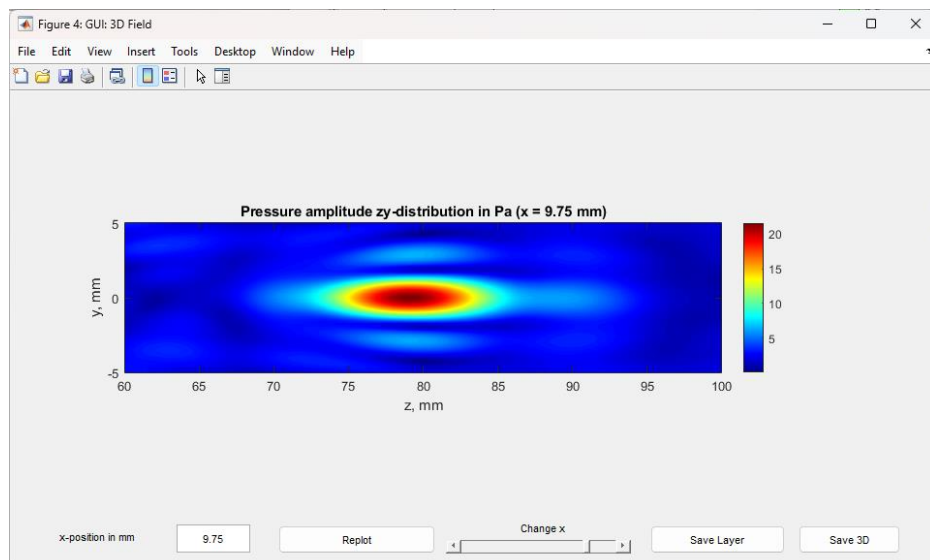 Figure 4: GUI: 3D Field
File Edit View Insert Tools Desktop Window Help
Pressure amplitude zy-distribution in Pa (x = 9.75 mm)
5
0
-5
y, mm
60 65 70 75 80 85 90 95 100
z, mm
20
15
10
5
x-position in mm 9.75 Replot Change x Save Layer Save 3D